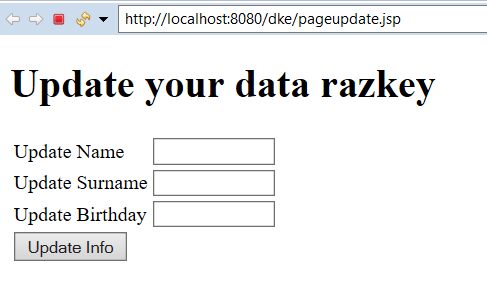 http://localhost:8080/dke/pageupdate.jsp
Update your data razkey
Update Name
Update Surname
Update Birthday
Update Info